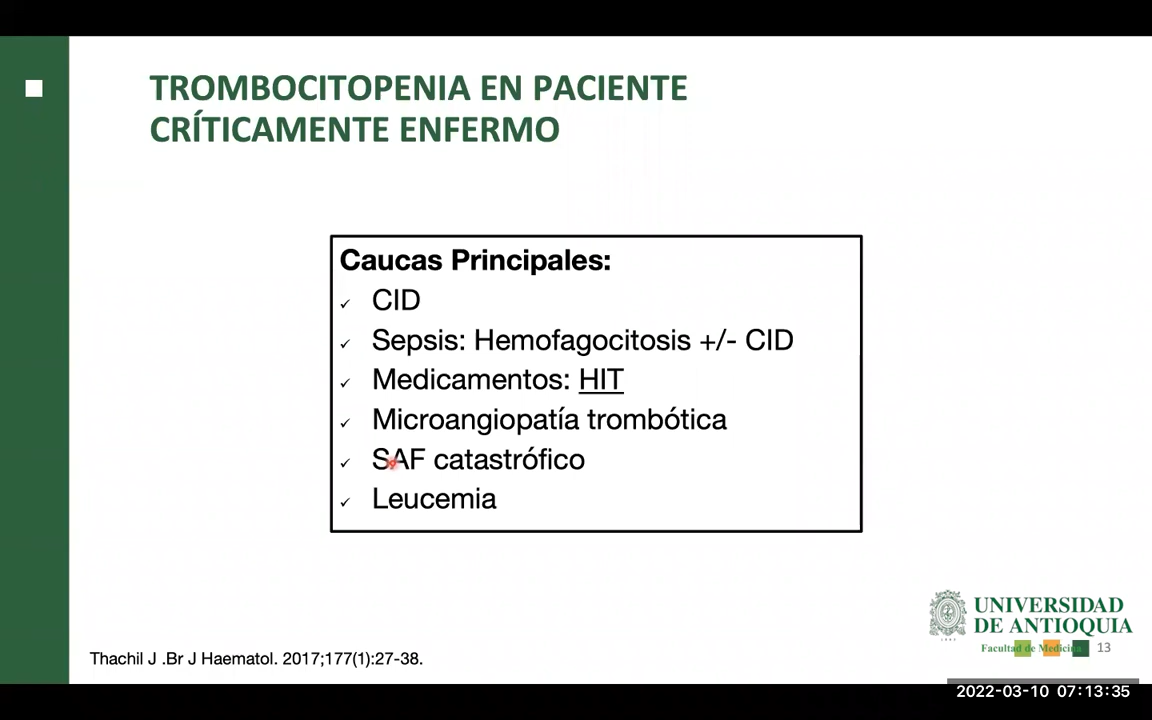 TROMBOCITOPENIA EN PACIENTE
CRÍTICAMENTE ENFERMO
Caucas Principales:
✓ CID
✓ Sepsis: Hemofagocitosis +/- CID
✓ Medicamentos: HIT
✓ Microangiopatía trombótica
✓ SAF catastrófico
✓ Leucemia
UNIVERSIDAD
DE ANTIOQUIA
Facultad de Medicina
13
Thachil J .Br J Haematol. 2017;177(1):27-38.
2022-03-10 07:13:35